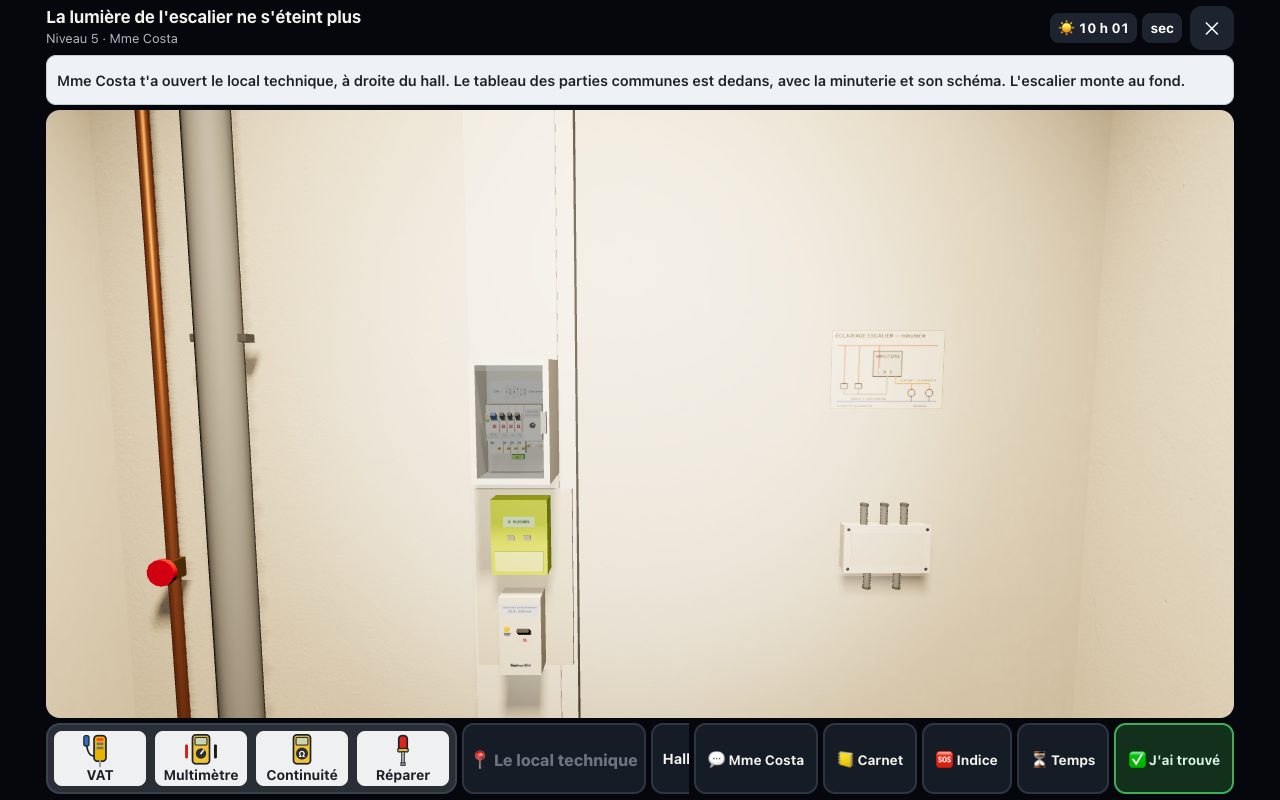 La lumière de l'escalier ne s'éteint plus
Niveau 5 · Mme Costa
10 h 01
sec
Mme Costa t'a ouvert le local technique, à droite du hall. Le tableau des parties communes est dedans, avec la minuterie et son schéma. L'escalier monte au fond.
ÉCLAIRAGE ESCALIER — minuterie
MINUTERIE
VAT
Multimètre
Continuité
Réparer
Le local technique
Hall
Mme Costa
Carnet
SOS
Indice
Temps
J'ai trouvé